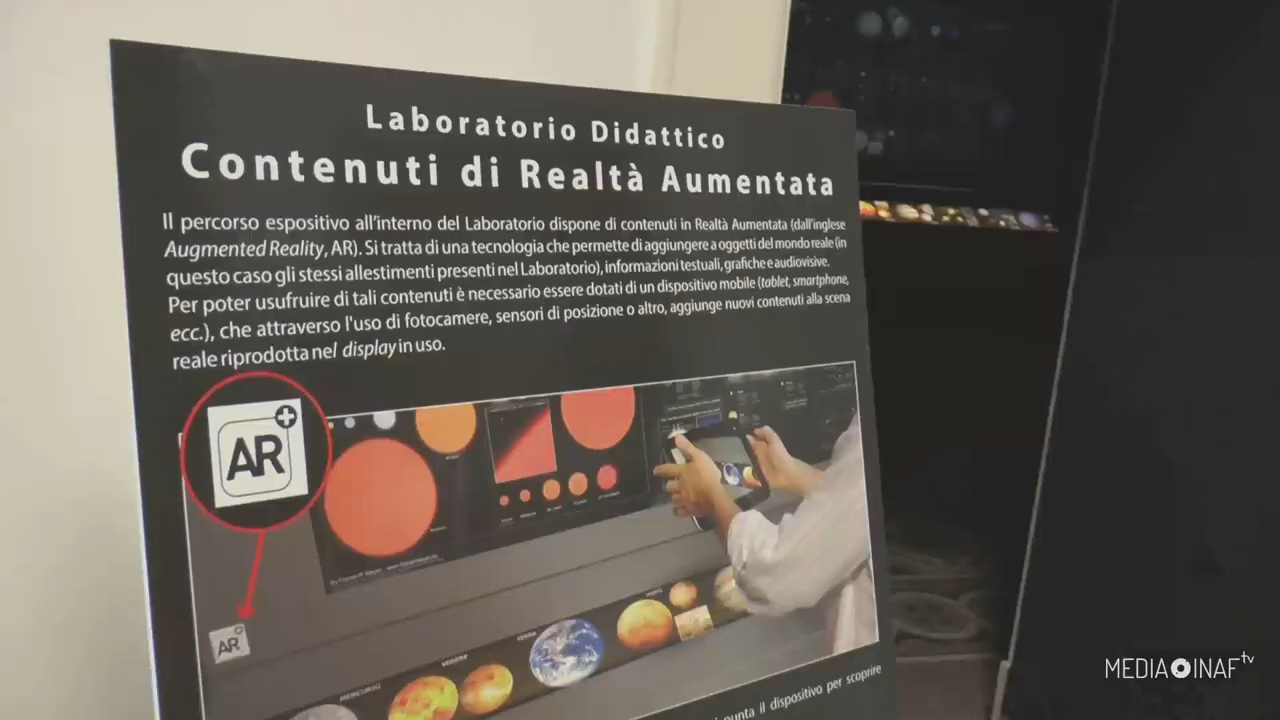 Laboratorio Didattico
Contenuti di Realtà Aumentata
Il percorso espositivo all'interno del Laboratorio dispone di contenuti in Realtà Aumentata (dall'inglese
Augmented Reality, AR). Si tratta di una tecnologia che permette di aggiungere a oggetti del mondo reale (in
questo caso gli stessi allestimenti presenti nel Laboratorio), informazioni testuali, grafiche e audiovisive.
Per poter usufruire di tali contenuti è necessario essere dotati di un dispositivo mobile (tablet, smartphone,
ecc.), che attraverso l'uso di fotocamere, sensori di posizione o altro, aggiunge nuovi contenuti alla scena
reale riprodotta nel display in uso.
AR+
AR+
MERCURIO
VENERE
TERRA
MARTE
punta il dispositivo per scoprire
MEDIA INAF tv